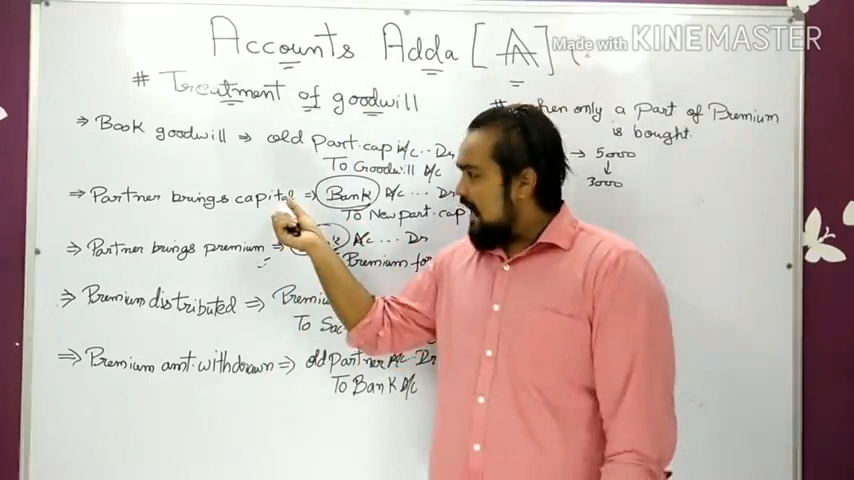 Accounts Adda [A]
Made with KINEMASTER
# Treatment of goodwill
⇒ Book goodwill ⇒ old part. cap A/c .. Dr
To Goodwill A/c
⇒ Partner brings capital ⇒ Bank A/c ... Dr
To New part. cap
⇒ Partner brings premium ⇒ A/c ... Dr
Premium for
⇒ Premium distributed ⇒ Premiu
To Sac
⇒ Premium amt. withdrawn ⇒ old Partner A/c .. Dr
To Bank A/c
# when only a Part of Premium
is bought.
→ 5000
↓
3000